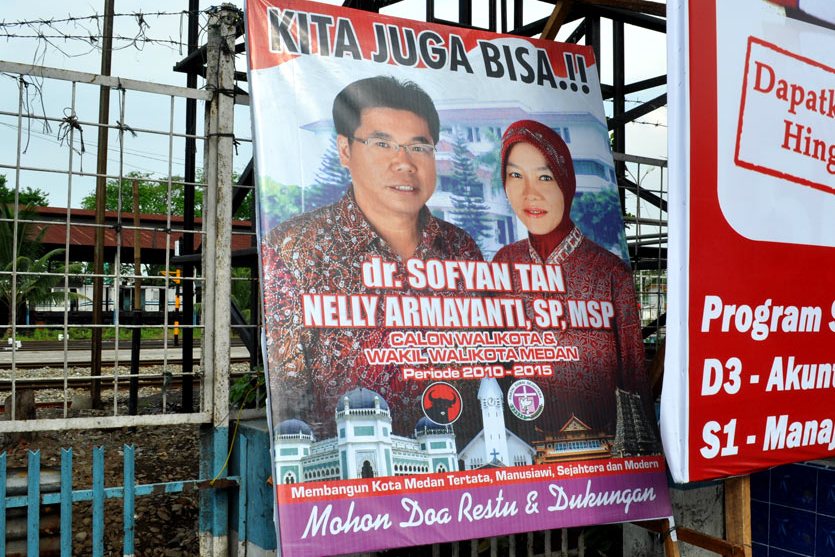 KITA JUGA BISA..!!
dr. SOFYAN TAN
NELLY ARMAYANTI, SP, MSP
CALON WALIKOTA &
WAKIL WALIKOTA MEDAN
Periode 2010 - 2015
Membangun Kota Medan Tertata, Manusiawi, Sejahtera dan Modern
Mohon Doa Restu & Dukungan
Dapatk
Hing
Program S
D3 - Akunt
S1 - Manaj